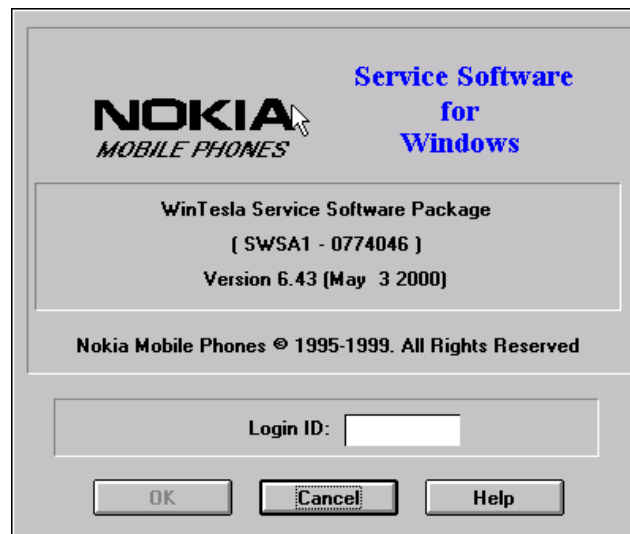 NOKIA
MOBILE PHONES
Service Software
for
Windows
WinTesla Service Software Package
( SWSA1 - 0774046 )
Version 6.43 (May  3 2000)
Nokia Mobile Phones © 1995-1999. All Rights Reserved
Login ID:
OK
Cancel
Help